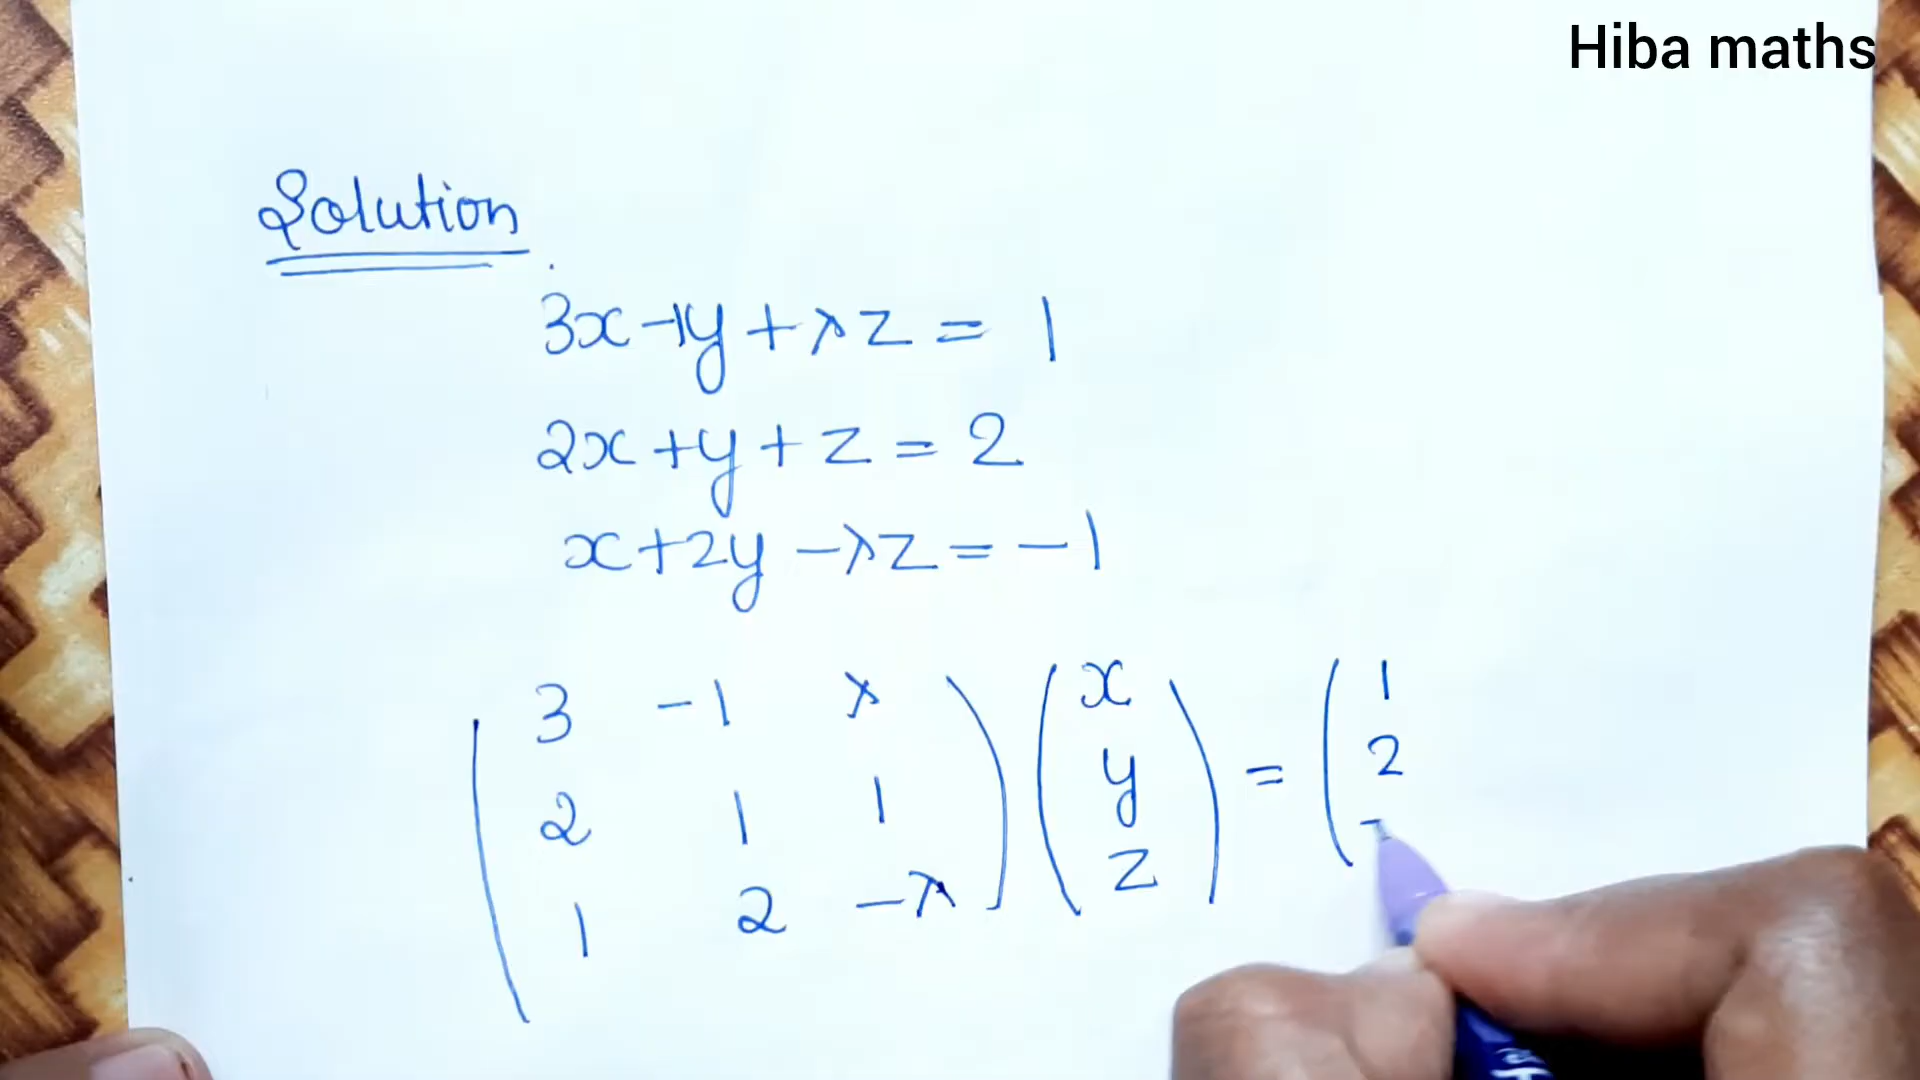 Hiba maths
Solution
3x-1y+λz = 1
2x+y+z = 2
x+2y-λz = -1
( 3 -1 λ ) ( x ) = ( 1
2 1 1 y 2
1 2 -λ z -